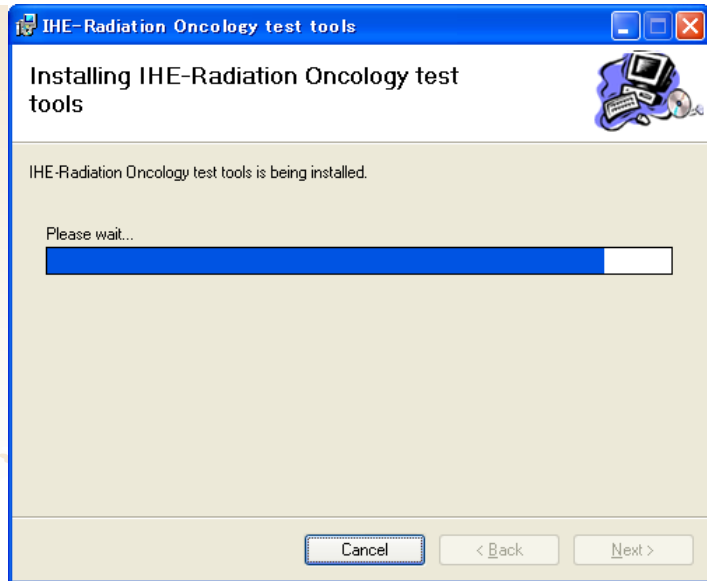 IHE-Radiation Oncology test tools
Installing IHE-Radiation Oncology test
tools
IHE-Radiation Oncology test tools is being installed.
Please wait...
Cancel
< Back
Next >